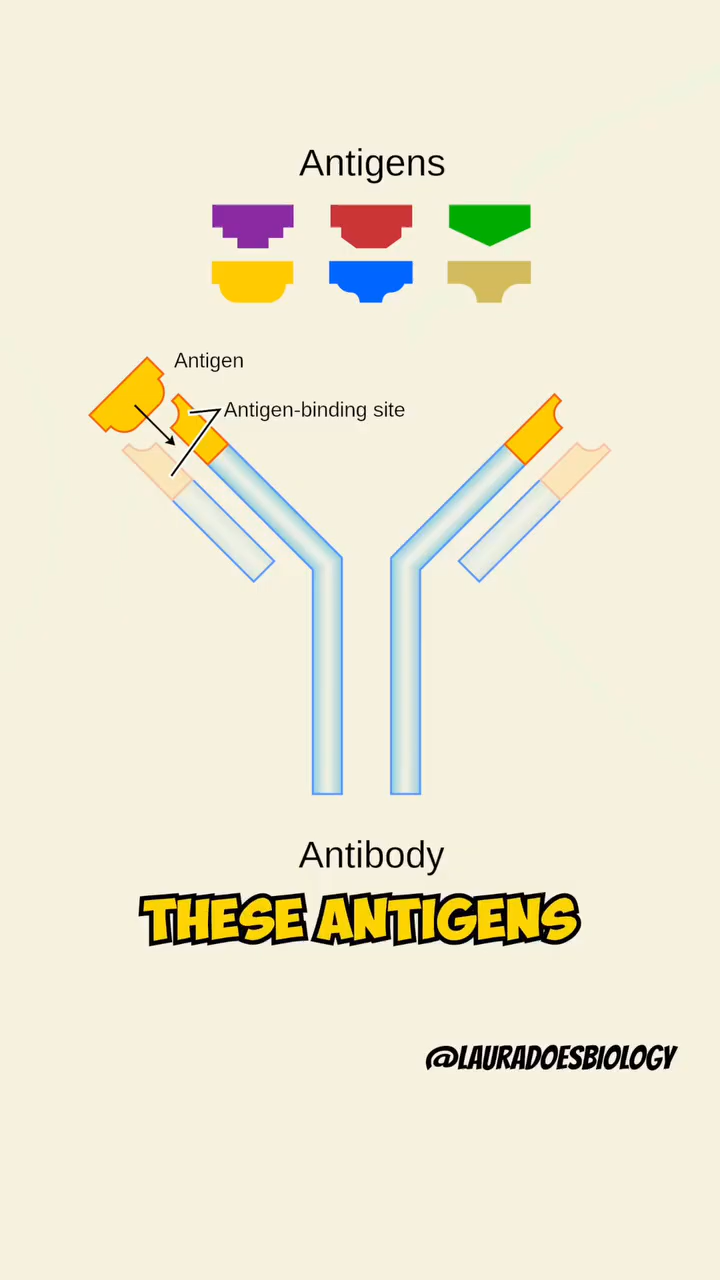 Antigens
Antigen
Antigen-binding site
Antibody
THESE ANTIGENS
@LAURADOESBIOLOGY